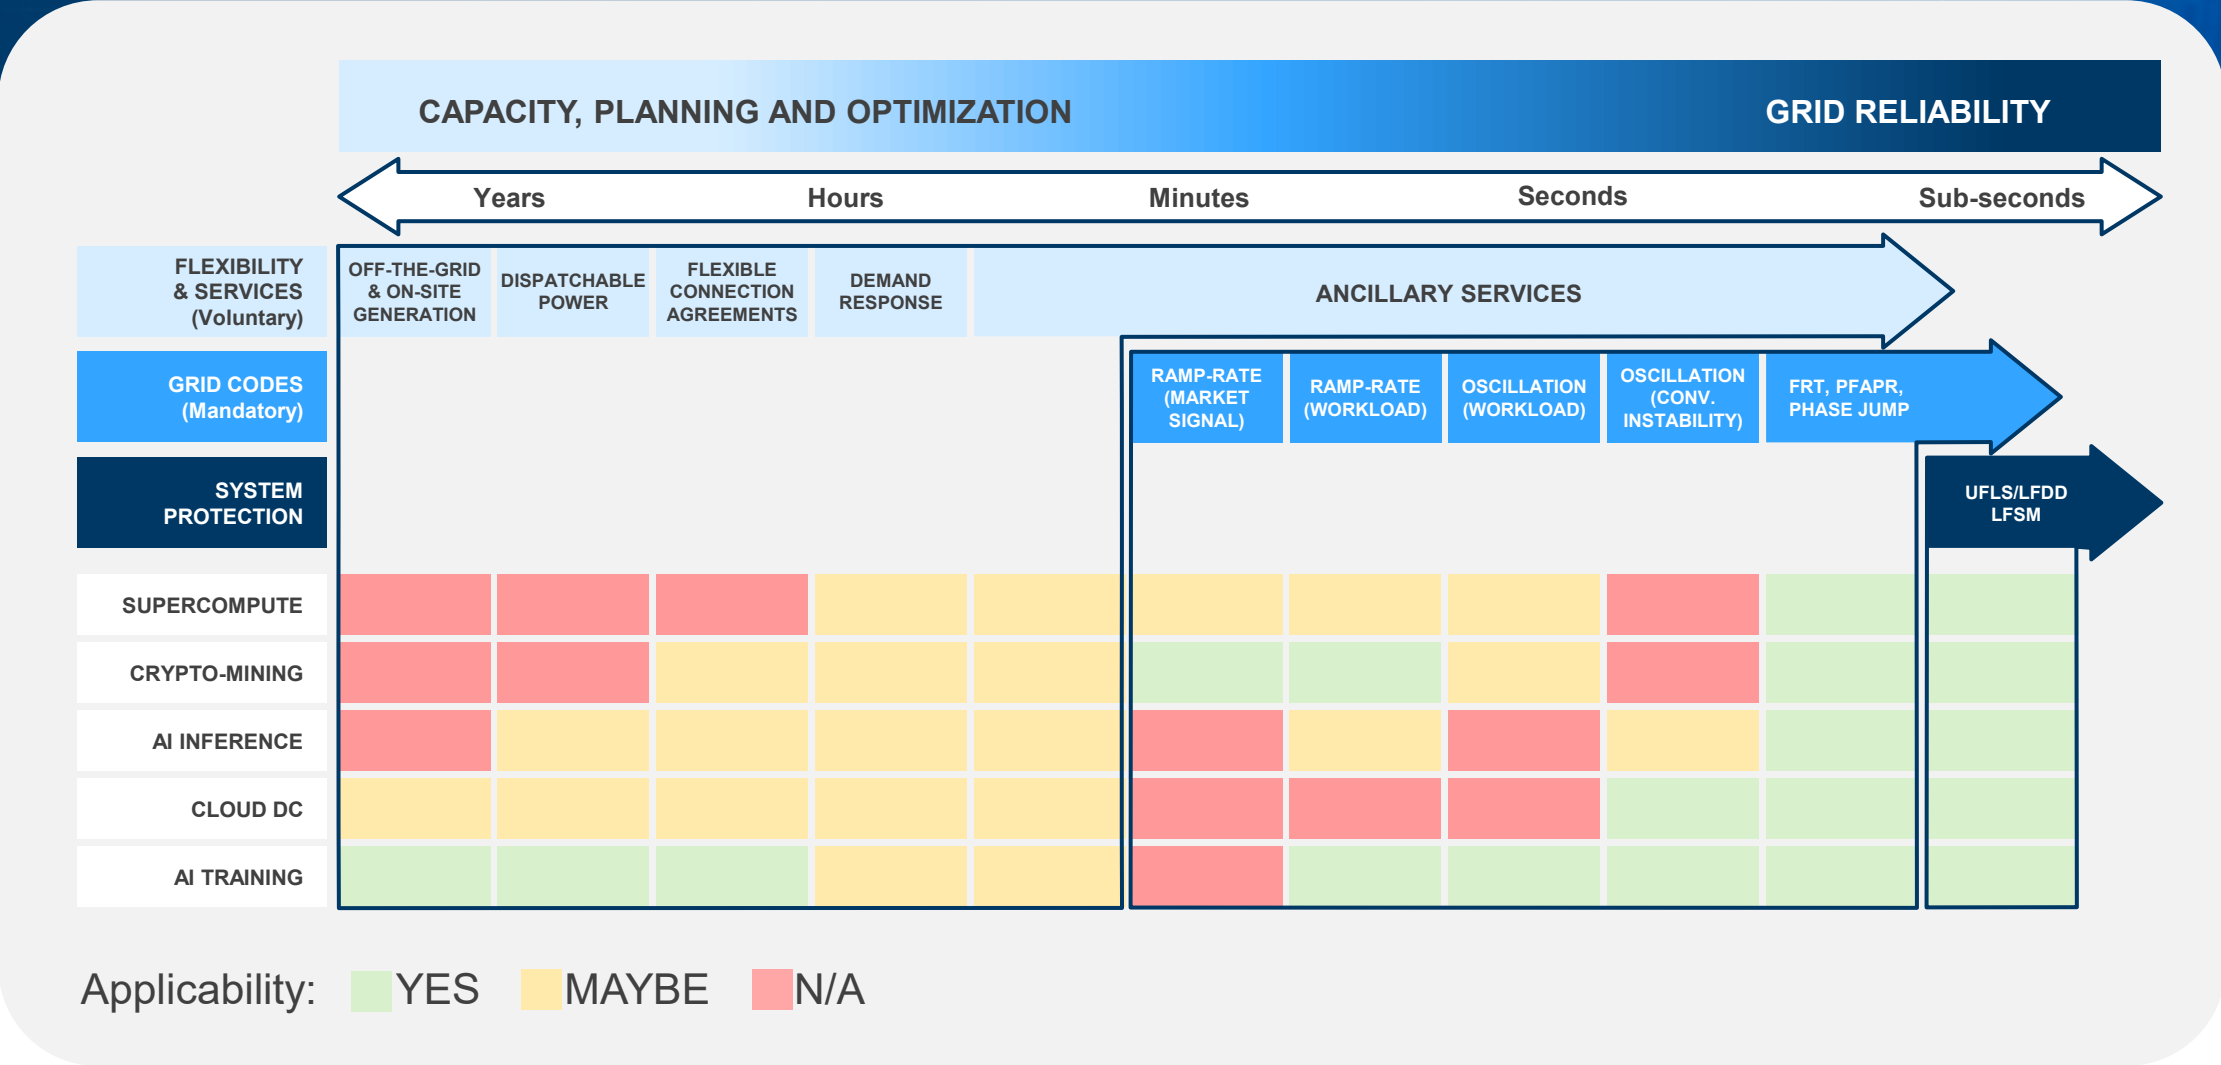 CAPACITY, PLANNING AND OPTIMIZATION
GRID RELIABILITY
Years
Hours
Minutes
Seconds
Sub-seconds
FLEXIBILITY
& SERVICES
(Voluntary)
OFF-THE-GRID
& ON-SITE
GENERATION
DISPATCHABLE
POWER
FLEXIBLE
CONNECTION
AGREEMENTS
DEMAND
RESPONSE
ANCILLARY SERVICES
GRID CODES
(Mandatory)
RAMP-RATE
(MARKET
SIGNAL)
RAMP-RATE
(WORKLOAD)
OSCILLATION
(WORKLOAD)
OSCILLATION
(CONV.
INSTABILITY)
FRT, PFAPR,
PHASE JUMP
SYSTEM
PROTECTION
UFLS/LFDD
LFSM
SUPERCOMPUTE
CRYPTO-MINING
AI INFERENCE
CLOUD DC
AI TRAINING
Applicability:
YES
MAYBE
N/A